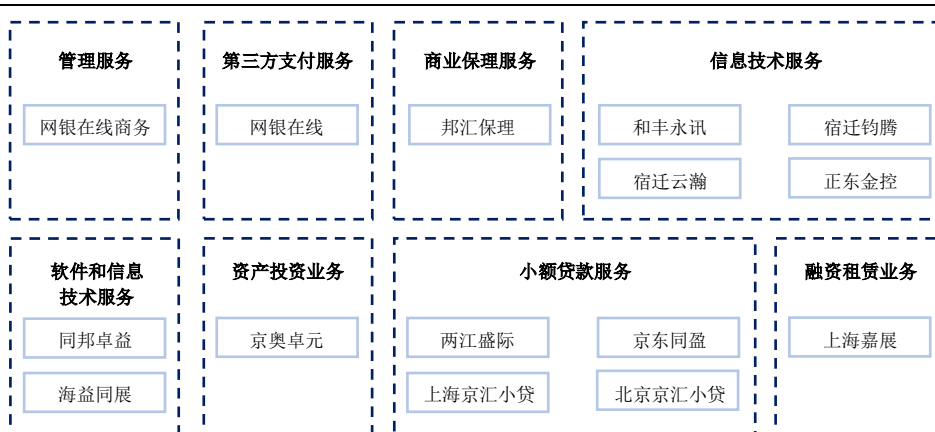 管理服务
网银在线商务
第三方支付服务
网银在线
商业保理服务
邦汇保理
信息技术服务
和丰永讯
宿迁钧腾
宿迁云瀚
正东金控
软件和信息
技术服务
同邦卓益
海益同展
资产投资业务
京奥卓元
小额贷款服务
两江盛际
京东同盈
上海京汇小贷
北京京汇小贷
融资租赁业务
上海嘉展